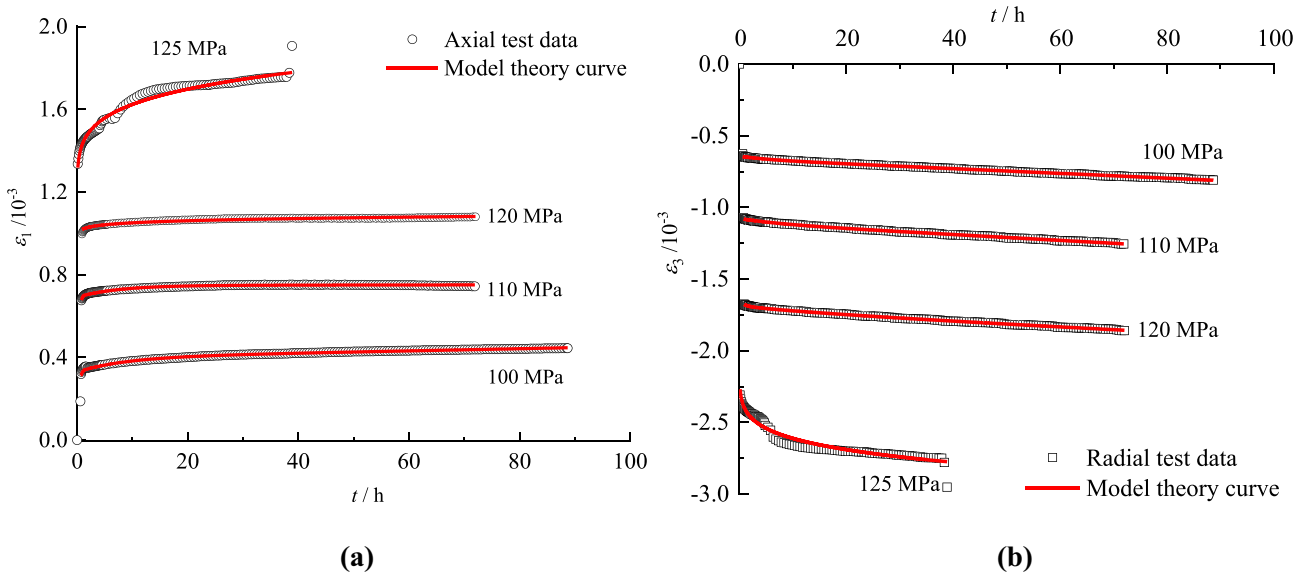 2.0
1.6
1.2
0.8
0.4
0.0
ε₁ /10⁻³
0 20 40 60 80 100
t / h
125 MPa
120 MPa
110 MPa
100 MPa
Axial test data
Model theory curve
(a)
t / h
0 20 40 60 80 100
0.0
-0.5
-1.0
-1.5
-2.0
-2.5
-3.0
ε₃ /10⁻³
100 MPa
110 MPa
120 MPa
125 MPa
Radial test data
Model theory curve
(b)